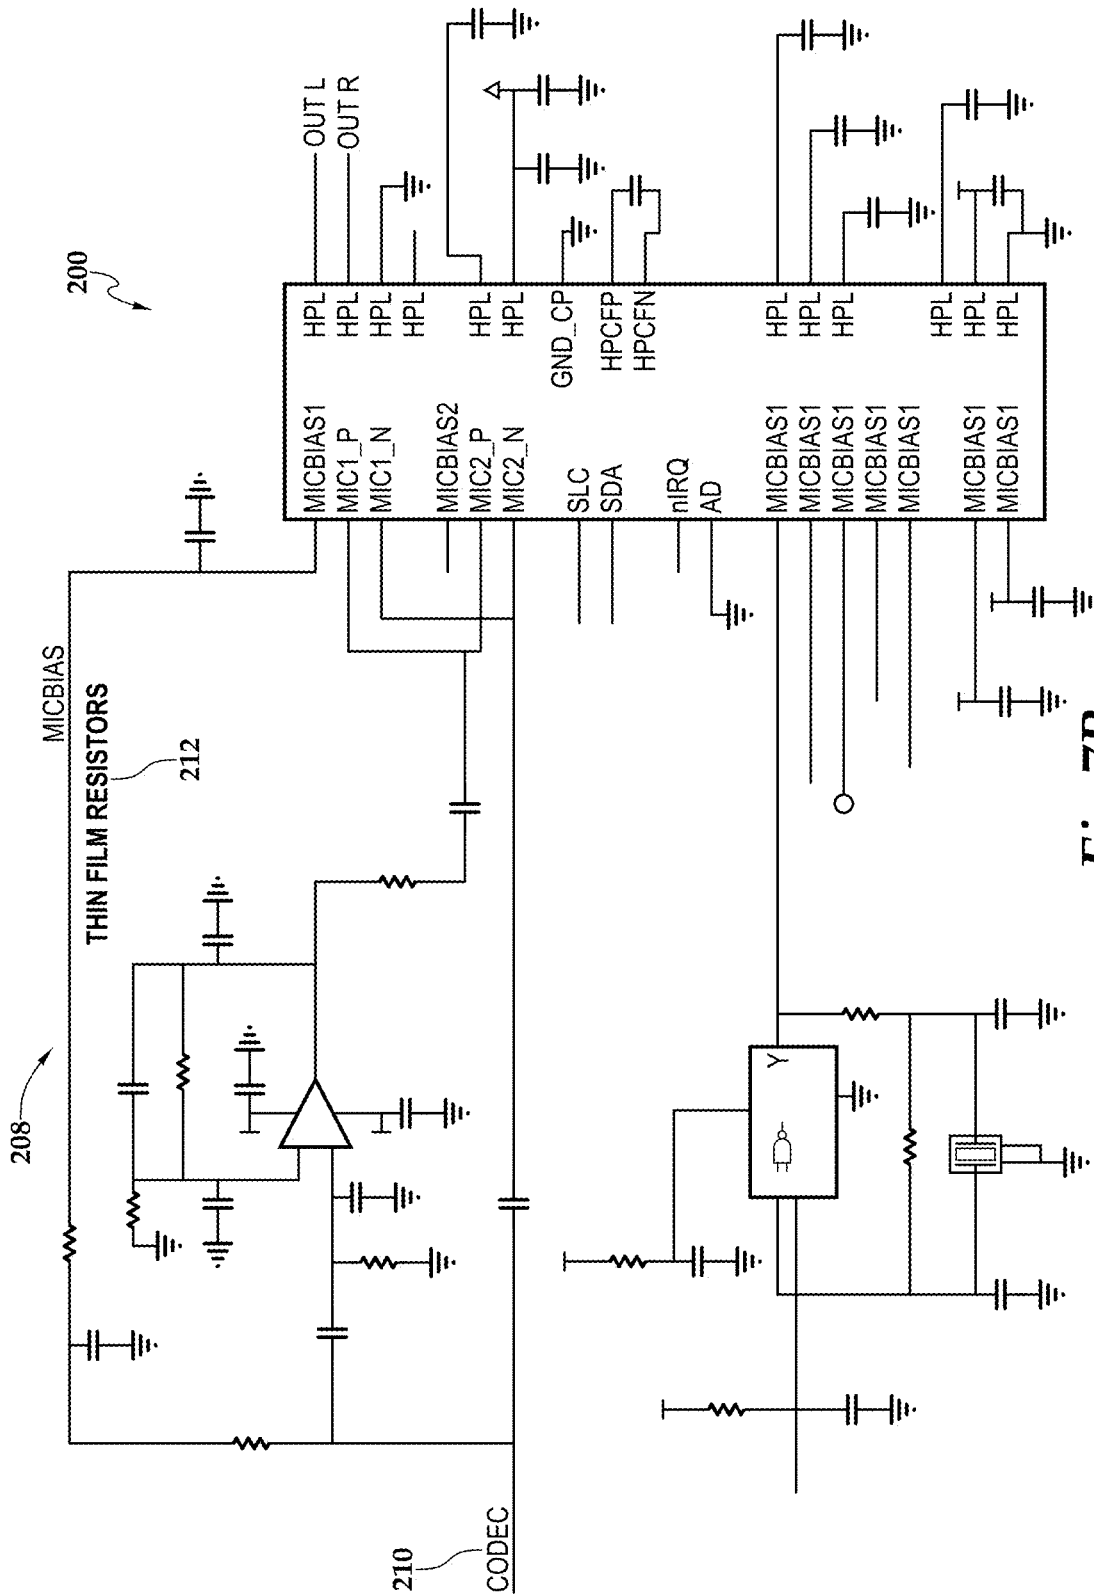 200
208
MICBIAS
THIN FILM RESISTORS
212
210
CODEC
MICBIAS1
MIC1_P
MIC1_N
MICBIAS2
MIC2_P
MIC2_N
SLC
SDA
nIRQ
AD
MICBIAS1
MICBIAS1
MICBIAS1
MICBIAS1
MICBIAS1
MICBIAS1
MICBIAS1
HPL
HPL
HPL
HPL
HPL
HPL
GND_CP
HPCFP
HPCFN
HPL
HPL
HPL
HPL
HPL
HPL
OUT L
OUT R
Y